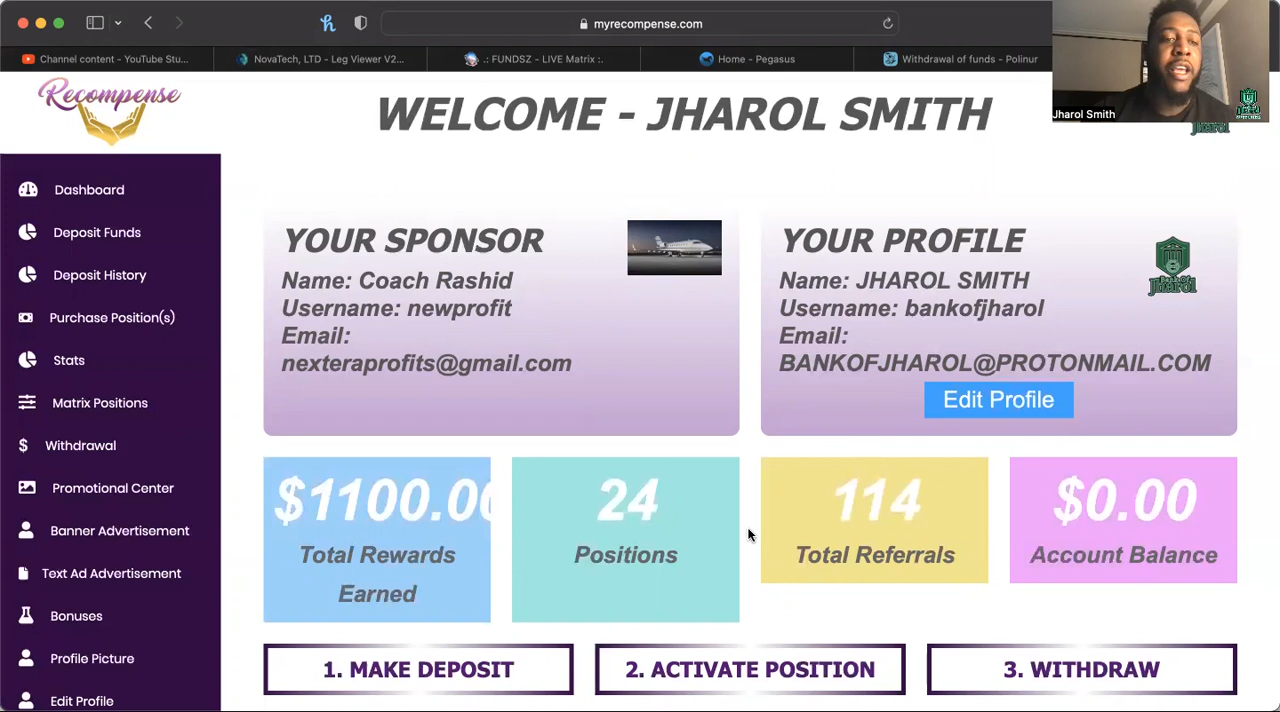 myrecompense.com
Channel content - YouTube Stu...
NovaTech, LTD - Leg Viewer V2...
.: FUNDSZ - LIVE Matrix :.
Home - Pegasus
Withdrawal of funds - Polinur
Jharol Smith
Recompense
WELCOME - JHAROL SMITH
Jharol
Dashboard
Deposit Funds
Deposit History
Purchase Position(s)
Stats
Matrix Positions
Withdrawal
Promotional Center
Banner Advertisement
Text Ad Advertisement
Bonuses
Profile Picture
Edit Profile
YOUR SPONSOR
Name: Coach Rashid
Username: newprofit
Email:
nexteraprofits@gmail.com
YOUR PROFILE
Name: JHAROL SMITH
Username: bankofjharol
Email:
BANKOFJHAROL@PROTONMAIL.COM
Edit Profile
Jharol
$1100.00
Total Rewards
Earned
24
Positions
114
Total Referrals
$0.00
Account Balance
1. MAKE DEPOSIT
2. ACTIVATE POSITION
3. WITHDRAW